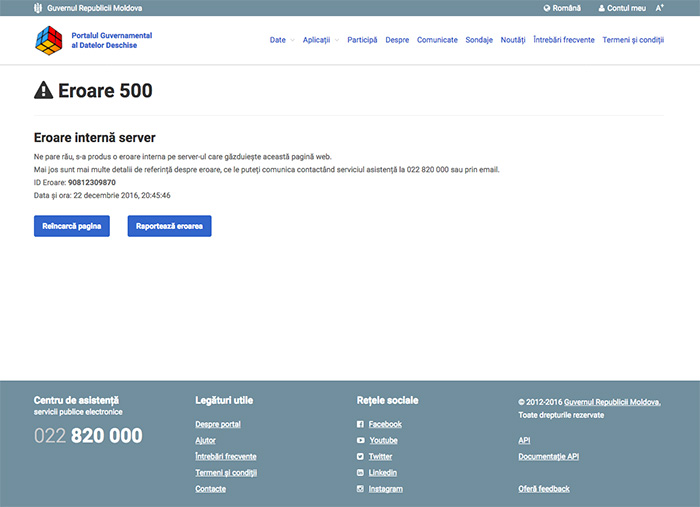 Guvernul Republicii Moldova
Română
Contul meu
A+
Portalul Guvernamental
al Datelor Deschise
Date
Aplicații
Participă
Despre
Comunicate
Sondaje
Noutăți
Întrebări frecvente
Termeni și condiții
Eroare 500
Eroare internă server
Ne pare rău, s-a produs o eroare interna pe server-ul care găzduiește această pagină web.
Mai jos sunt mai multe detalii de referință despre eroare, ce le puteți comunica contactând serviciul asistență la 022 820 000 sau prin email.
ID Eroare: 90812309870
Data și ora: 22 decembrie 2016, 20:45:46
Reîncarcă pagina
Raportează eroarea
Centru de asistență
servicii publice electronice
022 820 000
Legături utile
Despre portal
Ajutor
Întrebări frecvente
Termeni și condiții
Contacte
Rețele sociale
Facebook
Youtube
Twitter
Linkedin
Instagram
© 2012-2016 Guvernul Republicii Moldova.
Toate drepturile rezervate
API
Documentație API
Oferă feedback